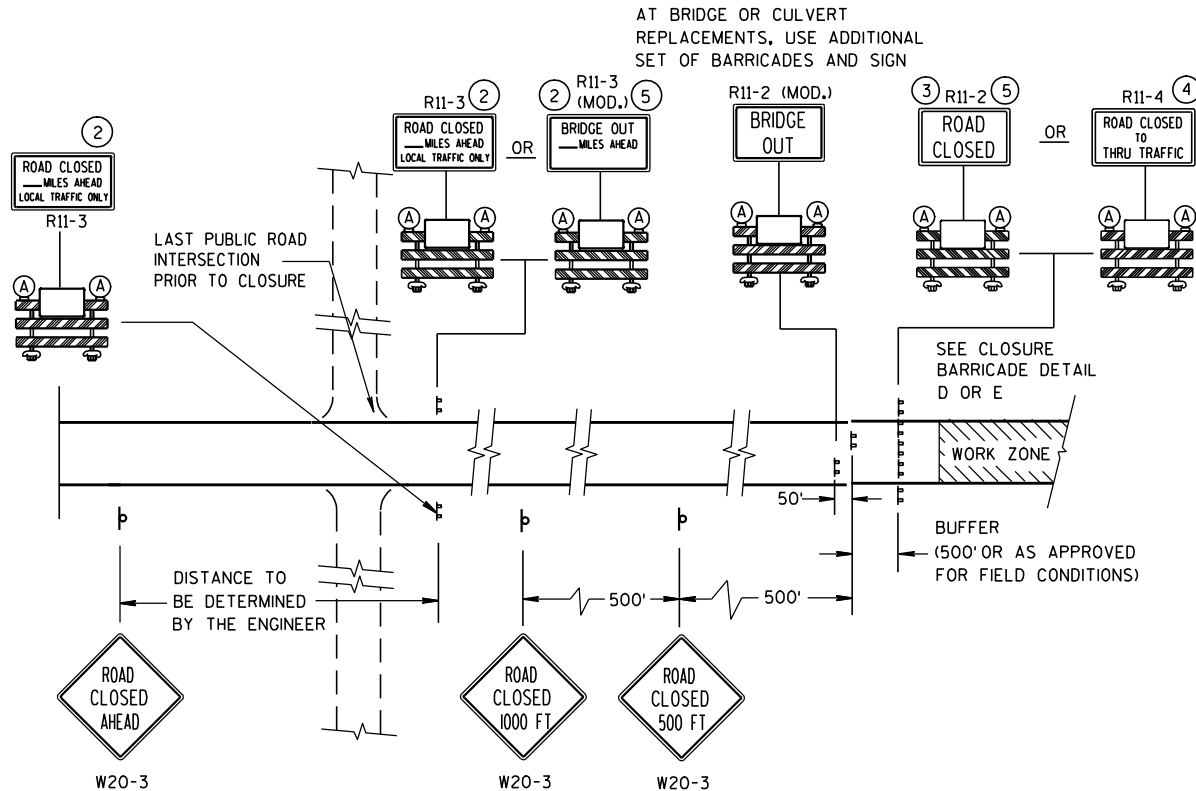 AT BRIDGE OR CULVERT
REPLACEMENTS, USE ADDITIONAL
SET OF BARRICADES AND SIGN
2
ROAD CLOSED
MILES AHEAD
LOCAL TRAFFIC ONLY
R11-3
A
A
R11-3
2
ROAD CLOSED
MILES AHEAD
LOCAL TRAFFIC ONLY
A
A
OR
2
R11-3
(MOD.)
5
BRIDGE OUT
MILES AHEAD
A
A
R11-2 (MOD.)
BRIDGE
OUT
A
A
3
R11-2
5
ROAD
CLOSED
A
A
OR
R11-4
4
ROAD CLOSED
TO
THRU TRAFFIC
A
A
LAST PUBLIC ROAD
INTERSECTION
PRIOR TO CLOSURE
SEE CLOSURE
BARRICADE DETAIL
D OR E
WORK ZONE
50'
BUFFER
(500' OR AS APPROVED
FOR FIELD CONDITIONS)
DISTANCE TO
BE DETERMINED
BY THE ENGINEER
500'
500'
ROAD
CLOSED
AHEAD
W20-3
ROAD
CLOSED
1000 FT
W20-3
ROAD
CLOSED
500 FT
W20-3